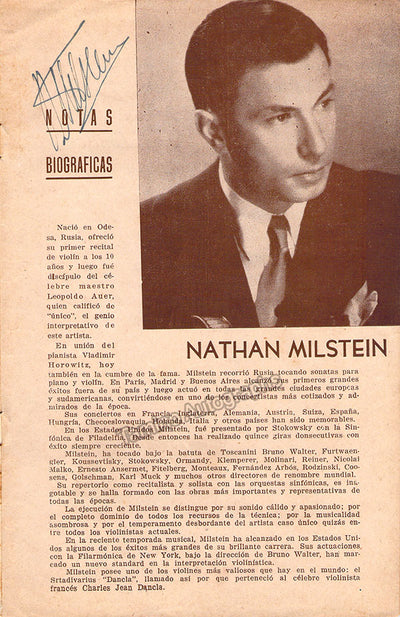 NOTAS
BIOGRAFICAS
Nació en Ode-
sa, Rusia, ofreció
su primer recital
de violín a los 10
años y luego fué
discípulo del cé-
lebre maestro
Leopoldo Auer,
quien calificó de
"único", el genio
interpretativo de
este artista.
En unión del
pianista Vladimir
Horowitz, hoy
NATHAN MILSTEIN
también en la cumbre de la fama. Milstein recorrió Rusia tocando sonatas para
piano y violín. En París, Madrid y Buenos Aires alcanzó sus primeros grandes
éxitos fuera de su país y luego actuó en todas las grandes ciudades europeas
y sudamericanas, convirtiéndose en uno de los concertistas más cotizados y ad-
mirados de la época.
Sus conciertos en Francia, Inglaterra, Alemania, Austria, Suiza, España,
Hungría, Checoeslovaquia, Holanda, Italia y otros países han sido memorables.
En los Estados Unidos Milstein, fué presentado por Stokowsky con la Sin-
fónica de Filadelfia, desde entonces ha realizado quince giras consecutivas con
éxito siempre creciente.
Milstein, ha tocado bajo la batuta de Toscanini Bruno Walter, Furtwaen-
gler, Koussevitsky, Stokowsky, Ormandy, Klemperer, Molinari, Reiner, Nicolai
Malko, Ernesto Ansermet, Fitelberg, Monteaux, Fernández Arbós, Rodzinski, Coo-
sens, Golschman, Karl Muck y muchos otros directores de renombre mundial.
Su repertorio como recitalista y solista con las orquestas sinfónicas, es ina-
gotable y se halla formado con las obras más importantes y representativas de
todas las épocas.
La ejecución de Milstein se distingue por su sonido cálido y apasionado; por
el completo dominio de todos los recursos de la técnica; por la musicalidad
asombrosa y por el temperamento desbordante del artista caso único quizás en-
tre todos los violinistas actuales.
En la reciente temporada musical, Milstein ha alcanzado en los Estados Uni-
dos algunos de los éxitos más grandes de su brillante carrera. Sus actuaciones,
con la Filarmónica de New York, bajo la dirección de Bruno Walter, han mar-
cado un nuevo standard en la interpretación violinística.
Milstein posee uno de los violines más valiosos que hay en el mundo: el
Stradivarius "Dancla", llamado así por que perteneció al célebre violinista
francés Charles Jean Dancla.